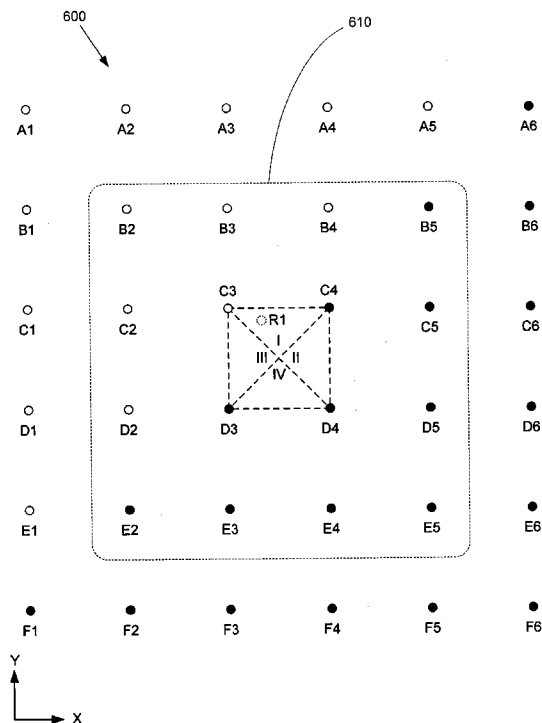 600
610
A1 A2 A3 A4 A5 A6
B1 B2 B3 B4 B5 B6
C3 C4
R1
C1 C2 C5 C6
I
III II
IV
D1 D2 D3 D4 D5 D6
E1 E2 E3 E4 E5 E6
F1 F2 F3 F4 F5 F6
Y
X